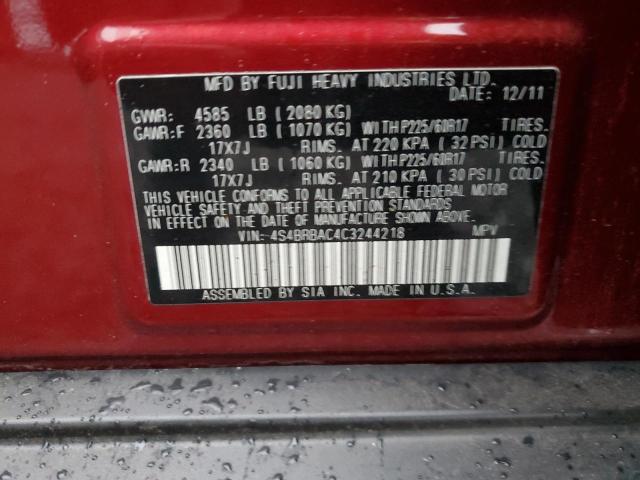 MFD BY FUJI HEAVY INDUSTRIES LTD.
DATE: 12/11
GVWR: 4585 LB ( 2080 KG)
GAWR:F 2360 LB ( 1070 KG) WITH P225/60R17 TIRES.
17X7J RIMS. AT 220 KPA ( 32 PSI) COLD
GAWR:R 2340 LB ( 1060 KG) WITH P225/60R17 TIRES.
17X7J RIMS. AT 210 KPA ( 30 PSI) COLD
THIS VEHICLE CONFORMS TO ALL APPLICABLE FEDERAL MOTOR
VEHICLE SAFETY AND THEFT PREVENTION STANDARDS
IN EFFECT ON THE DATE OF MANUFACTURE SHOWN ABOVE.
VIN: 4S4BRBAC4C3244218 MPV
ASSEMBLED BY SIA INC. MADE IN U.S.A.